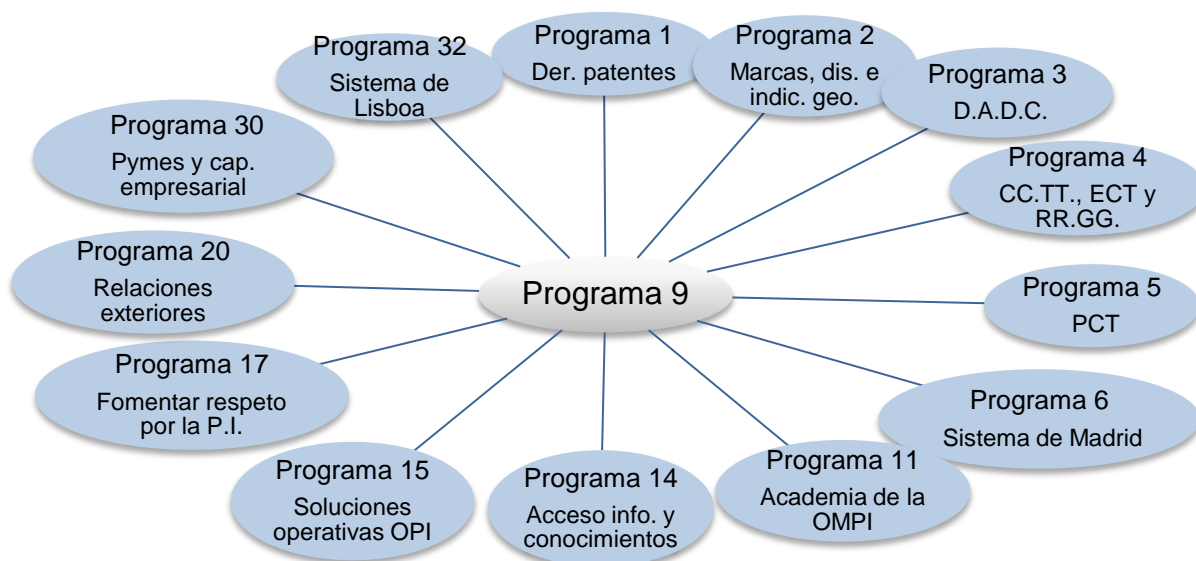 Programa 32
Sistema de
Lisboa
Programa 1
Der. patentes
Programa 2
Marcas, dis. e
indic. geo.
Programa 3
D.A.D.C.
Programa 30
Pymes y cap.
empresarial
Programa 4
CC.TT., ECT y
RR.GG.
Programa 20
Relaciones
exteriores
Programa 9
Programa 5
PCT
Programa 17
Fomentar respeto
por la P.I.
Programa 6
Sistema de Madrid
Programa 15
Soluciones
operativas OPI
Programa 14
Acceso info. y
conocimientos
Programa 11
Academia de la
OMPI